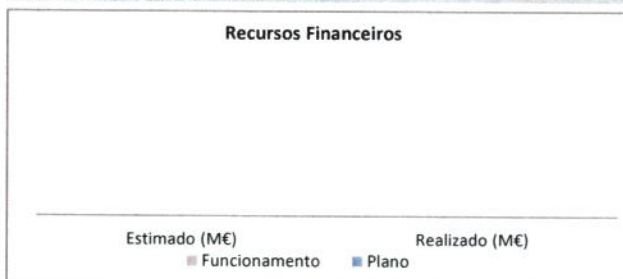 Recursos Financeiros
Estimado (M€) Realizado (M€)
Funcionamento Plano